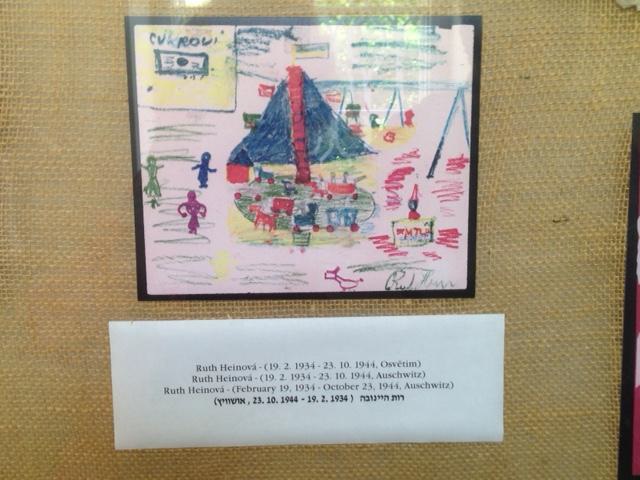 CUKROVI
Ruth Heinová - (19. 2. 1934 - 23. 10. 1944, Osvětim)
Ruth Heinová - (19. 2. 1934 - 23. 10. 1944, Auschwitz)
Ruth Heinová - (February 19, 1934 - October 23, 1944, Auschwitz)
רות היינובה (19. 2. 1934 - 23. 10. 1944, אושוויץ)